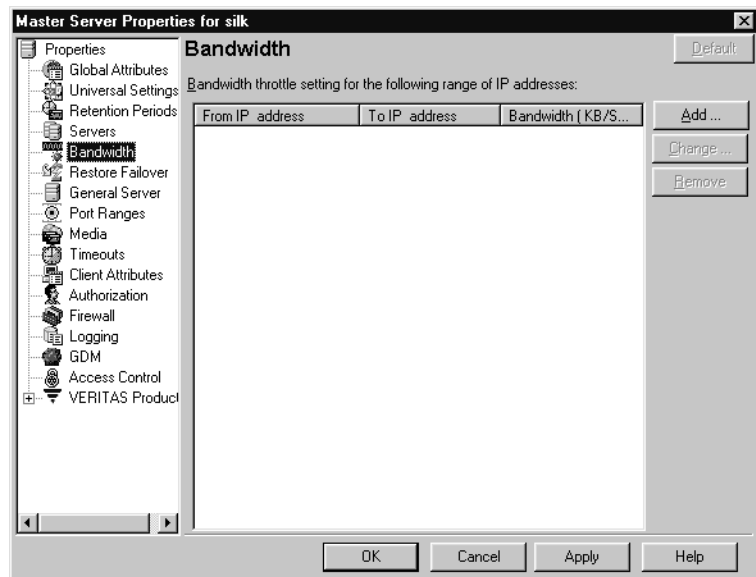 Master Server Properties for silk
Properties
Global Attributes
Universal Settings
Retention Periods
Servers
Bandwidth
Restore Failover
General Server
Port Ranges
Media
Timeouts
Client Attributes
Authorization
Firewall
Logging
GDM
Access Control
VERITAS Product
Bandwidth
Default
Bandwidth throttle setting for the following range of IP addresses:
From IP address To IP address Bandwidth ( KB/S...
Add ...
Change ...
Remove
OK Cancel Apply Help